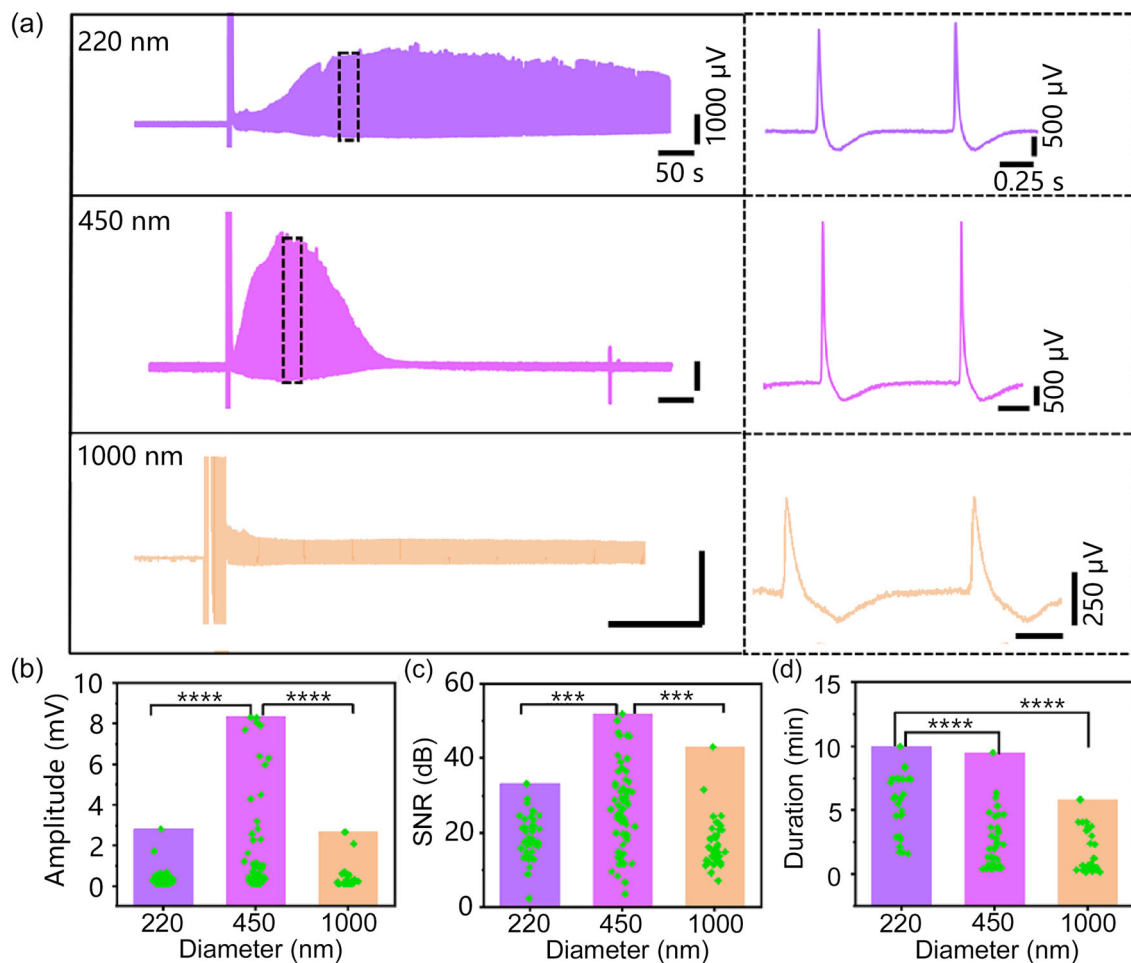 (a)
220 nm
1000 µV
50 s
500 µV
0.25 s
450 nm
500 µV
1000 nm
250 µV
(b)
Amplitude (mV)
10
8
6
4
2
0
****
****
220
450
1000
Diameter (nm)
(c)
SNR (dB)
60
40
20
0
***
***
220
450
1000
Diameter (nm)
(d)
Duration (min)
15
10
5
0
****
****
220
450
1000
Diameter (nm)